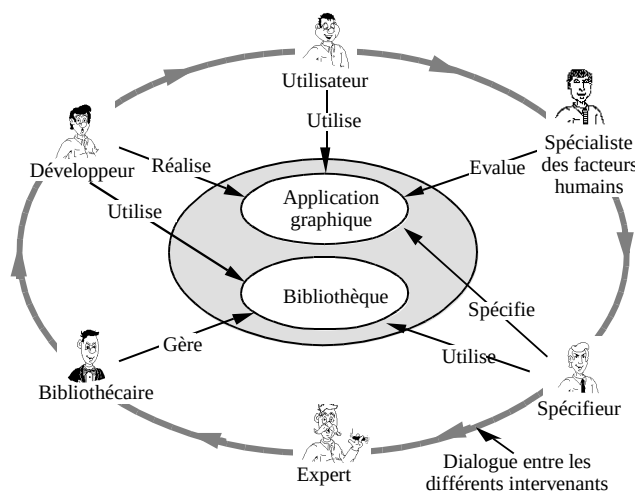 Utilisateur
Utilise
Spécialiste
des facteurs
humains
Développeur
Réalise
Evalue
Utilise
Application
graphique
Bibliothèque
Spécifie
Gère
Utilise
Bibliothécaire
Spécifieur
Expert
Dialogue entre les
différents intervenants